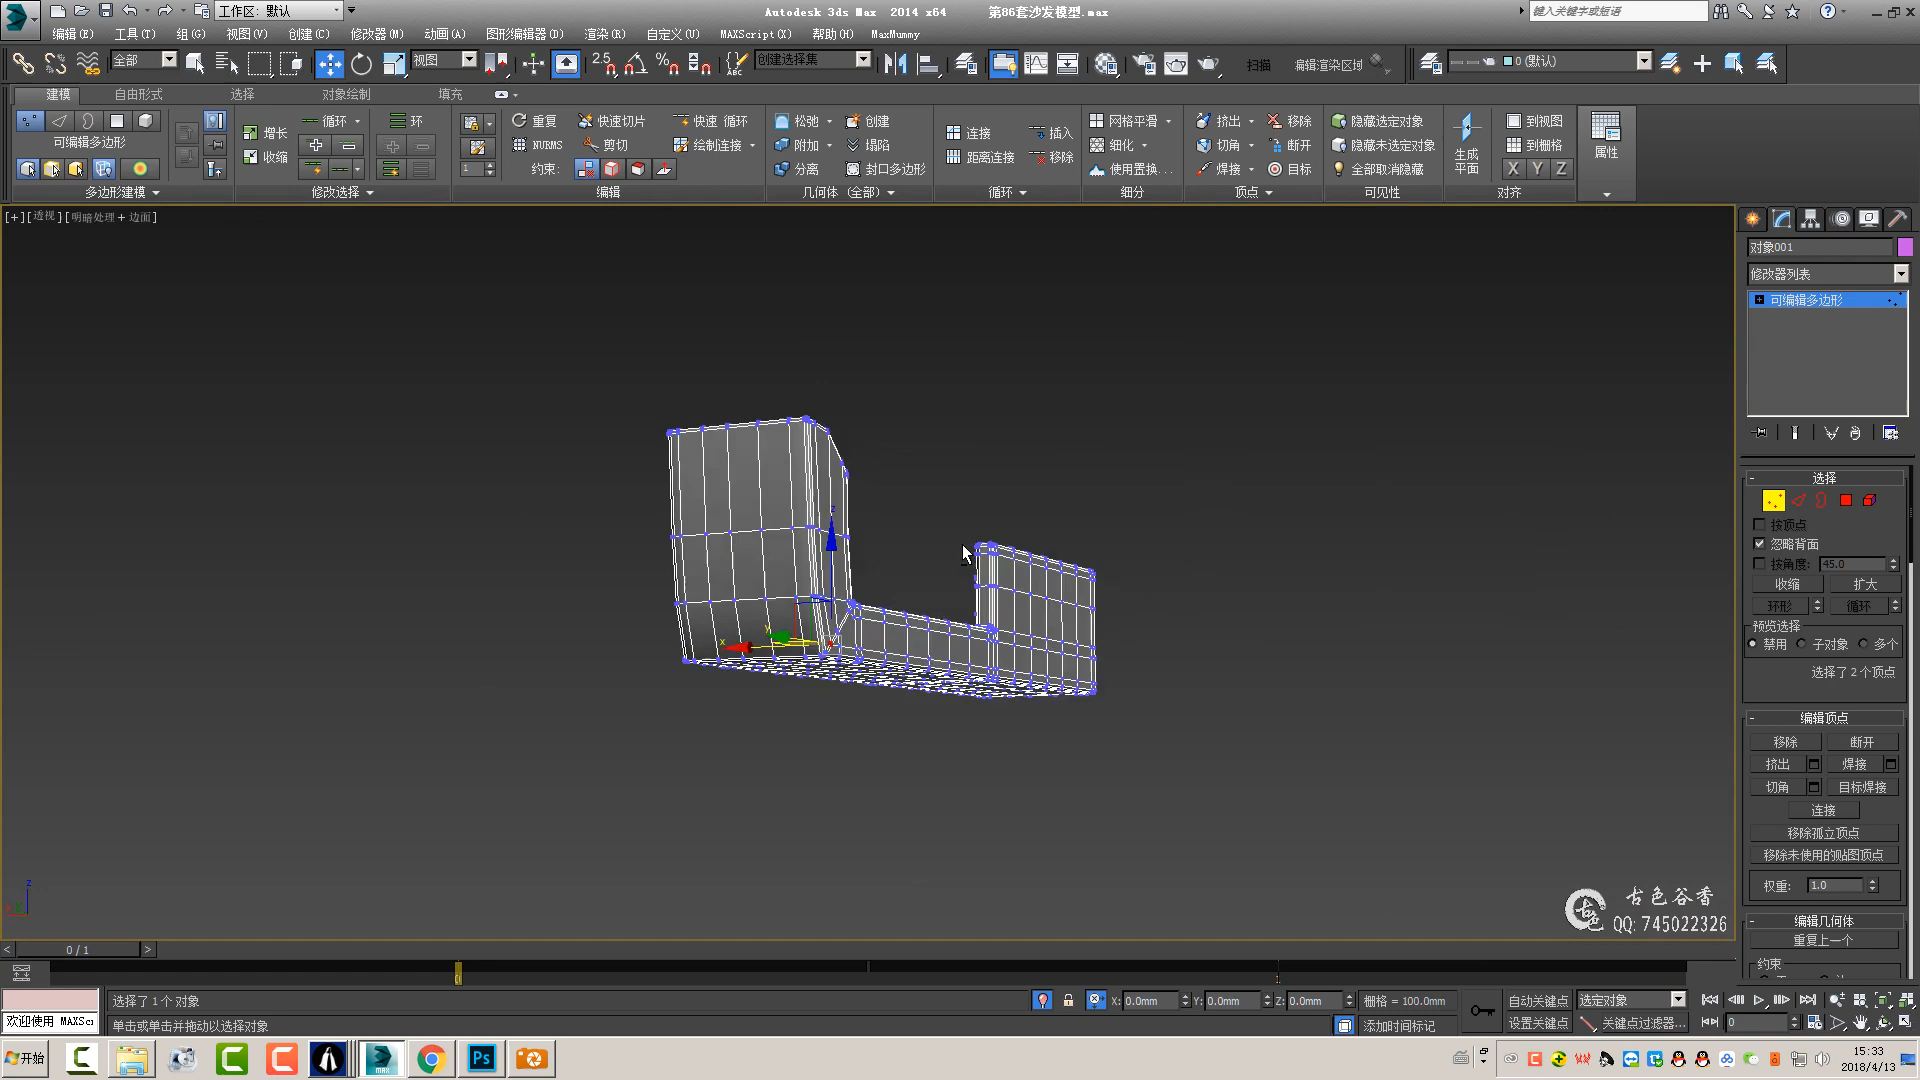 工作区: 默认
Autodesk 3ds Max 2014 x64 第86套沙发模型.max
键入关键字或短语
编辑(E) 工具(T) 组(G) 视图(V) 创建(C) 修改器(M) 动画(A) 图形编辑器(D) 渲染(R) 自定义(U) MAXScript(X) 帮助(H) MaxMummy
全部 视图 2.5 创建选择集 扫描 编辑渲染区域 0 (默认)
建模 自由形式 选择 对象绘制 填充
循环 环 重复 快速切片 快速 循环 松弛 创建 网格平滑 挤出 移除 隐藏选定对象 到视图
可编辑多边形 增长 NURMS 剪切 绘制连接 附加 塌陷 连接 插入 细化 切角 断开 隐藏未选定对象 生成平面 到栅格 属性
收缩 1 约束: 分离 封口多边形 距离连接 移除 使用置换... 焊接 目标 全部取消隐藏 X Y Z
多边形建模 修改选择 编辑 几何体 (全部) 循环 细分 顶点 可见性 对齐
[+][透视][明暗处理 + 边面]
对象001
修改器列表
可编辑多边形
选择
按顶点
忽略背面
按角度: 45.0
收缩 扩大
环形 循环
预览选择
禁用 子对象 多个
选择了 2 个顶点
编辑顶点
移除 断开
挤出 焊接
切角 目标焊接
连接
移除孤立顶点
移除未使用的贴图顶点
权重: 1.0
编辑几何体
重复上一个
约束
z
x
y
z
古色谷香
QQ: 745022326
< 0 / 1 >
选择了 1 个 对象 X: 0.0mm Y: 0.0mm Z: 0.0mm 栅格 = 100.0mm 自动关键点 选定对象
欢迎使用 MAXScr 单击或单击并拖动以选择对象 添加时间标记 设置关键点 关键点过滤器... 0
开始 MAX Ps
15:33
2018/4/13